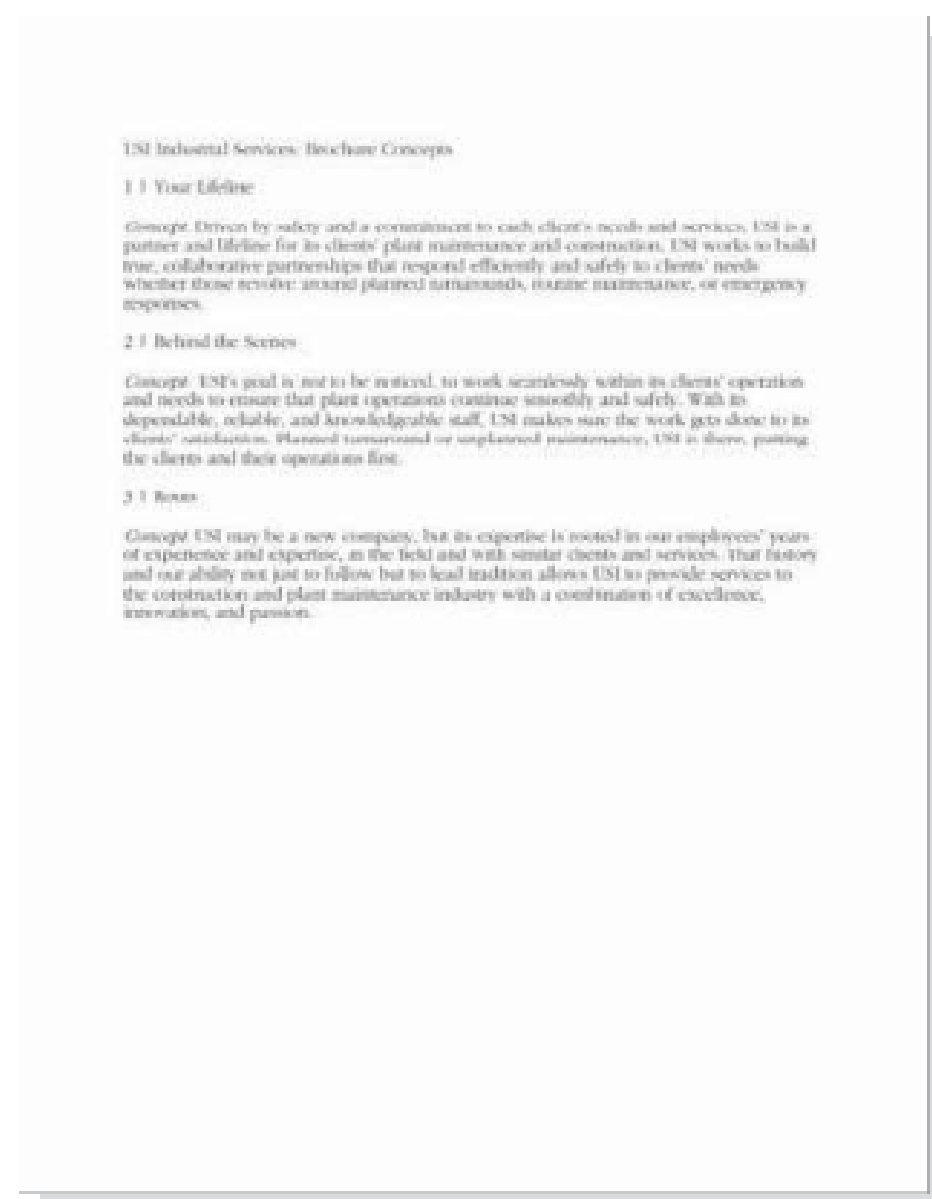 USI Industrial Services: Brochure Concepts
1 | Your Lifeline
Concept: Driven by safety and a commitment to each client's needs and services, USI is a
partner and lifeline for its clients' plant maintenance and construction. USI works to build
true, collaborative partnerships that respond efficiently and safely to clients' needs
whether those revolve around planned turnarounds, routine maintenance, or emergency
responses.
2 | Behind the Scenes
Concept: USI's goal is not to be noticed, to work seamlessly within its clients' operation
and needs to ensure that plant operations continue smoothly and safely. With its
dependable, reliable, and knowledgeable staff, USI makes sure the work gets done to its
clients' satisfaction. Planned turnaround or unplanned maintenance, USI is there, putting
the clients and their operations first.
3 | Roots
Concept: USI may be a new company, but its expertise is rooted in our employees' years
of experience and expertise, in the field and with similar clients and services. That history
and our ability not just to follow but to lead tradition allows USI to provide services to
the construction and plant maintenance industry with a combination of excellence,
innovation, and passion.